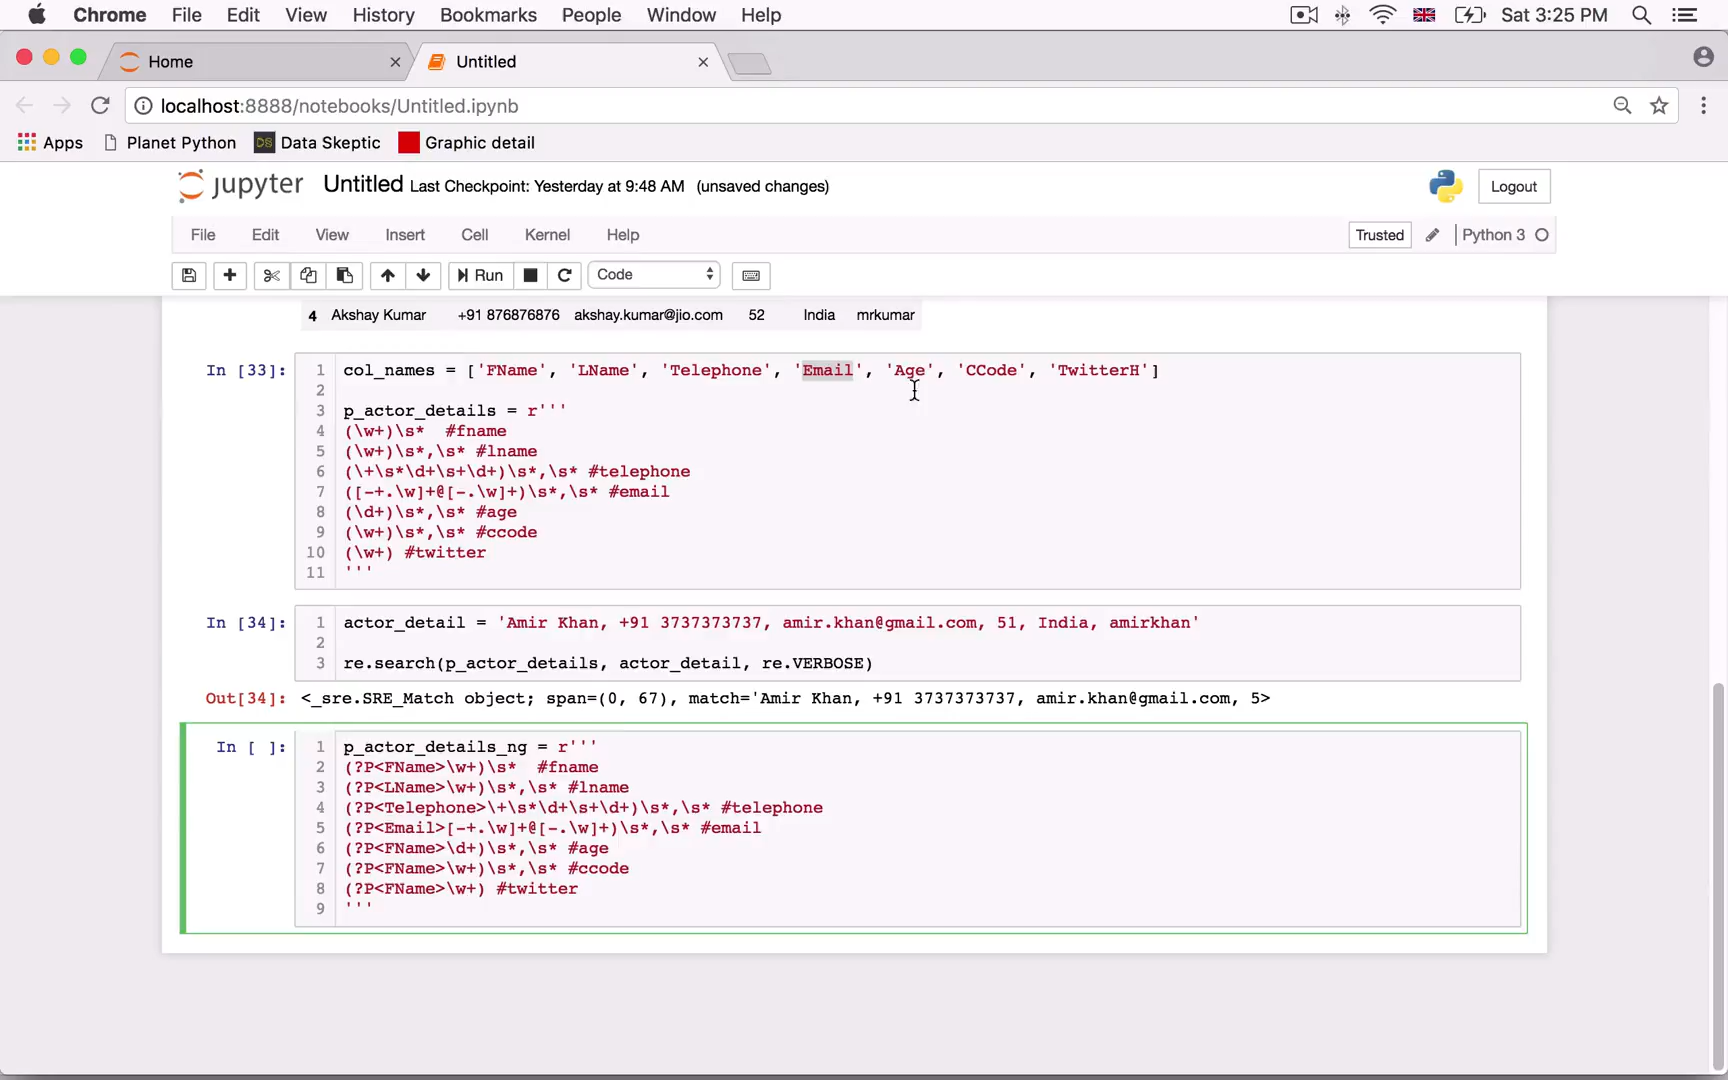 Chrome File Edit View History Bookmarks People Window Help Sat 3:25 PM
Home Untitled
localhost:8888/notebooks/Untitled.ipynb
Apps Planet Python DS Data Skeptic Graphic detail
jupyter Untitled Last Checkpoint: Yesterday at 9:48 AM (unsaved changes) Logout
File Edit View Insert Cell Kernel Help Trusted Python 3
Run Code
4 Akshay Kumar +91 876876876 akshay.kumar@jio.com 52 India mrkumar
In [33]: 1 col_names = ['FName', 'LName', 'Telephone', 'Email', 'Age', 'CCode', 'TwitterH']
2
3 p_actor_details = r'''
4 (\w+)\s*  #fname
5 (\w+)\s*,\s* #lname
6 (\+\s*\d+\s+\d+)\s*,\s* #telephone
7 ([-+.\w]+@[-.\w]+)\s*,\s* #email
8 (\d+)\s*,\s* #age
9 (\w+)\s*,\s* #ccode
10 (\w+) #twitter
11 '''
In [34]: 1 actor_detail = 'Amir Khan, +91 3737373737, amir.khan@gmail.com, 51, India, amirkhan'
2
3 re.search(p_actor_details, actor_detail, re.VERBOSE)
Out[34]: <_sre.SRE_Match object; span=(0, 67), match='Amir Khan, +91 3737373737, amir.khan@gmail.com, 5>
In [ ]: 1 p_actor_details_ng = r'''
2 (?P<FName>\w+)\s*  #fname
3 (?P<LName>\w+)\s*,\s* #lname
4 (?P<Telephone>\+\s*\d+\s+\d+)\s*,\s* #telephone
5 (?P<Email>[-+.\w]+@[-.\w]+)\s*,\s* #email
6 (?P<FName>\d+)\s*,\s* #age
7 (?P<FName>\w+)\s*,\s* #ccode
8 (?P<FName>\w+) #twitter
9 '''